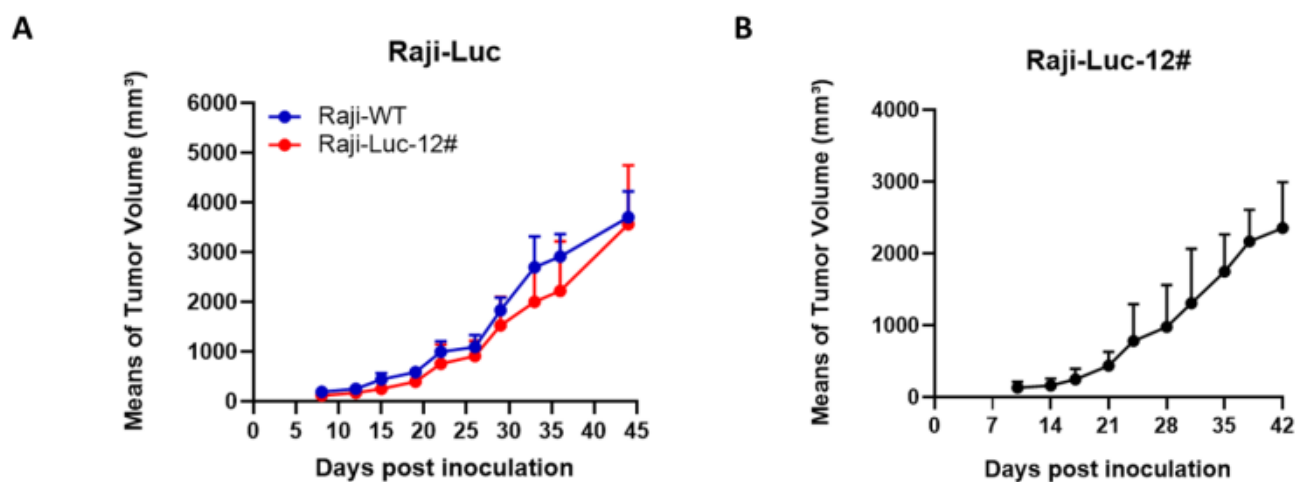 A
Raji-Luc
Means of Tumor Volume (mm³)
6000
5000
4000
3000
2000
1000
0
Raji-WT
Raji-Luc-12#
0 5 10 15 20 25 30 35 40 45
Days post inoculation
B
Raji-Luc-12#
Means of Tumor Volume (mm³)
4000
3000
2000
1000
0
0 7 14 21 28 35 42
Days post inoculation